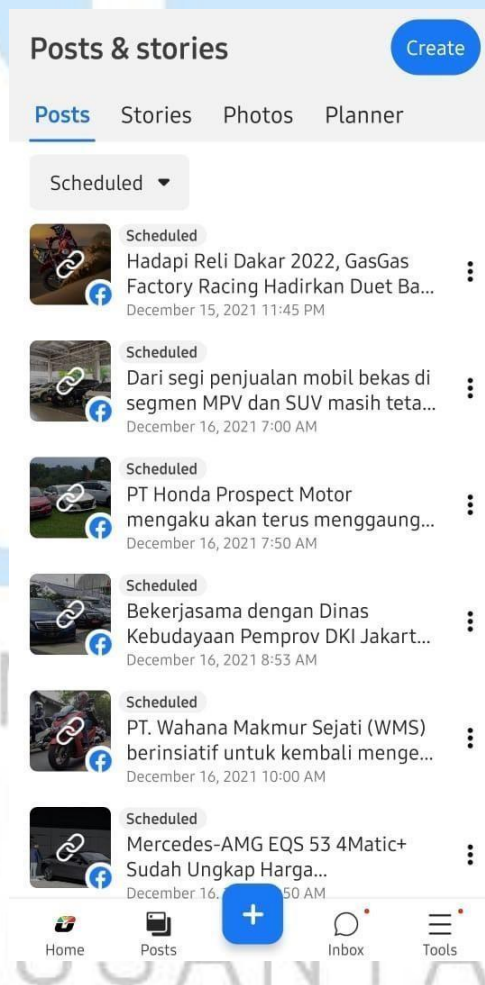 Posts & stories
Create
Posts Stories Photos Planner
Scheduled
Scheduled
Hadapi Reli Dakar 2022, GasGas
Factory Racing Hadirkan Duet Ba...
December 15, 2021 11:45 PM
Scheduled
Dari segi penjualan mobil bekas di
segmen MPV dan SUV masih teta...
December 16, 2021 7:00 AM
Scheduled
PT Honda Prospect Motor
mengaku akan terus menggaung...
December 16, 2021 7:50 AM
Scheduled
Bekerjasama dengan Dinas
Kebudayaan Pemprov DKI Jakart...
December 16, 2021 8:53 AM
Scheduled
PT. Wahana Makmur Sejati (WMS)
berinsiatif untuk kembali menge...
December 16, 2021 10:00 AM
Scheduled
Mercedes-AMG EQS 53 4Matic+
Sudah Ungkap Harga...
December 16, 50 AM
Home Posts Inbox Tools